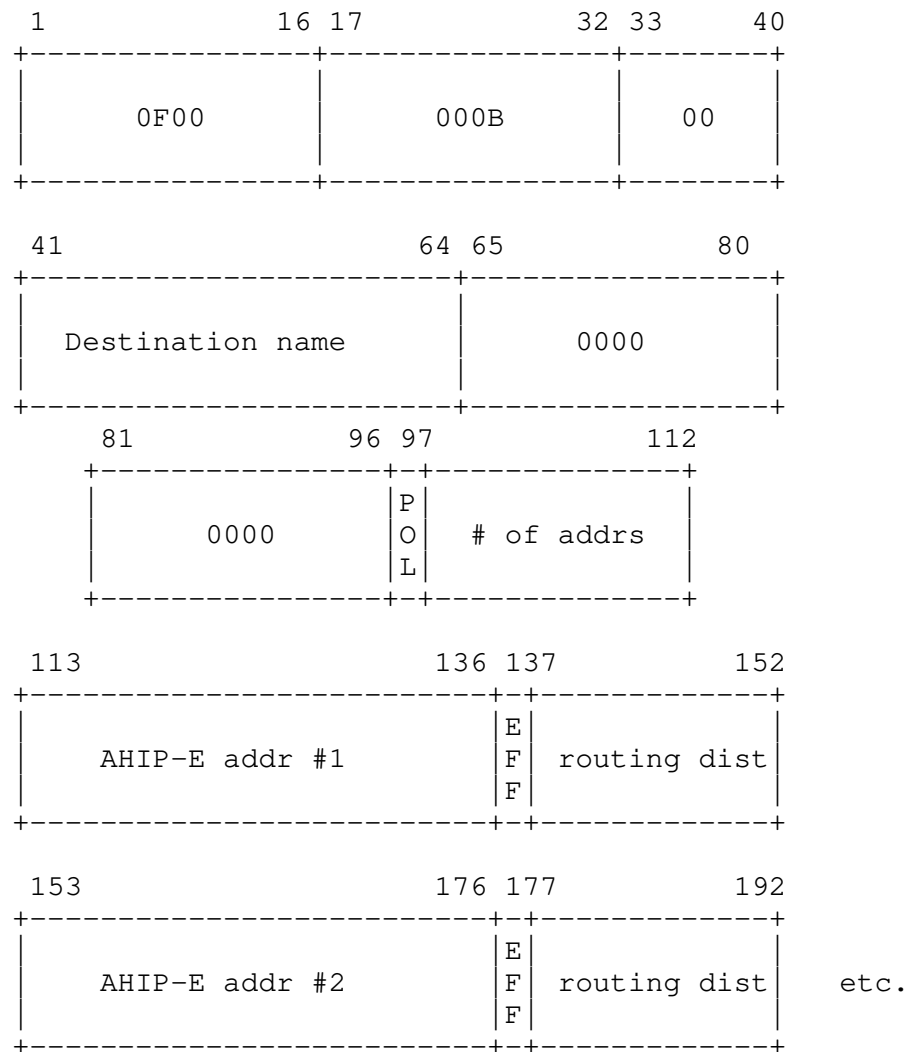 1 16 17 32 33 40
0F00 000B 00
41 64 65 80
Destination name 0000
81 96 97 112
P
0000 O # of addrs
L
113 136 137 152
E
AHIP-E addr #1 F routing dist
F
153 176 177 192
E
AHIP-E addr #2 F routing dist etc.
F